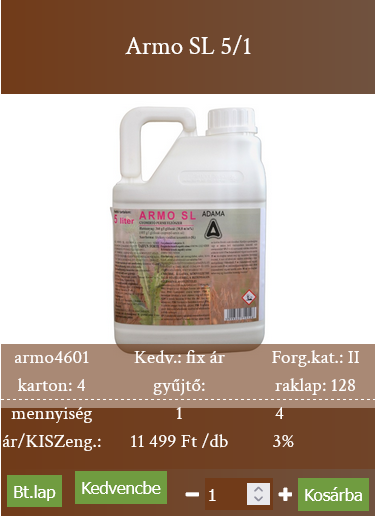 Armo SL 5/1
5 liter
ARMO SL ADAMA
armo4601 Kedv.: fix ár Forg.kat.: II
karton: 4 gyűjtő: raklap: 128
mennyiség 1 4
ár/KISZeng.: 11 499 Ft /db 3%
Bt.lap Kedvencbe − 1 + Kosárba